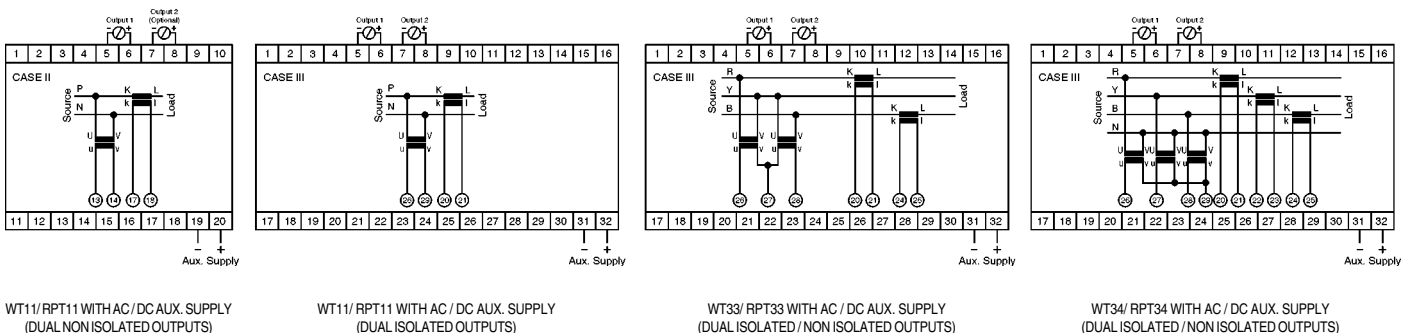 Output 1
Output 2
(Optional)
- + - +
1 2 3 4 5 6 7 8 9 10
CASE II
Source
P K L
N k l
Load
U V
u v
13 14 17 18
11 12 13 14 15 16 17 18 19 20
- +
Aux. Supply
WT11/ RPT11 WITH AC / DC AUX. SUPPLY
(DUAL NON ISOLATED OUTPUTS)
Output 1 Output 2
- + - +
1 2 3 4 5 6 7 8 9 10 11 12 13 14 15 16
CASE III
Source
P K L
N k l
Load
U V
u v
26 29 20 21
17 18 19 20 21 22 23 24 25 26 27 28 29 30 31 32
- +
Aux. Supply
WT11/ RPT11 WITH AC / DC AUX. SUPPLY
(DUAL ISOLATED OUTPUTS)
Output 1 Output 2
- + - +
1 2 3 4 5 6 7 8 9 10 11 12 13 14 15 16
CASE III
Source
R K L
Y k l
B K L
k l
Load
U V U V
u v u v
26 27 28 20 21 24 25
17 18 19 20 21 22 23 24 25 26 27 28 29 30 31 32
- +
Aux. Supply
WT33/ RPT33 WITH AC / DC AUX. SUPPLY
(DUAL ISOLATED / NON ISOLATED OUTPUTS)
Output 1 Output 2
- + - +
1 2 3 4 5 6 7 8 9 10 11 12 13 14 15 16
CASE III
Source
R K L
Y k l K L
B k l K L
N k l
Load
U VU VU V
u v u v u v
26 27 28 29 20 21 22 23 24 25
17 18 19 20 21 22 23 24 25 26 27 28 29 30 31 32
- +
Aux. Supply
WT34/ RPT34 WITH AC / DC AUX. SUPPLY
(DUAL ISOLATED / NON ISOLATED OUTPUTS)